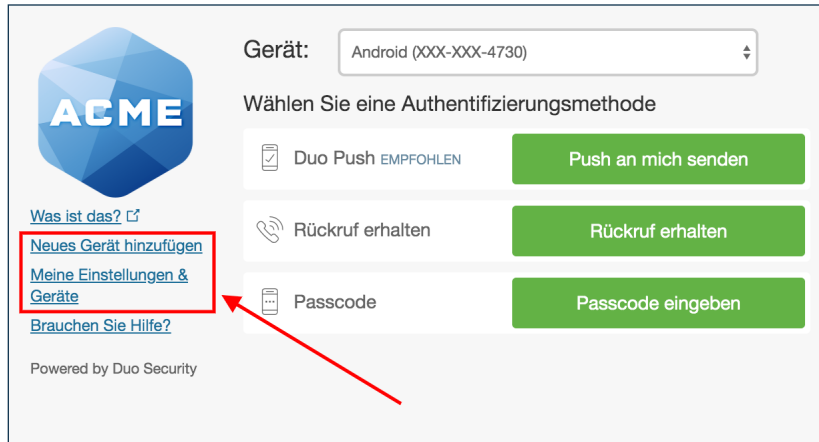 ACME
Was ist das?
Neues Gerät hinzufügen
Meine Einstellungen &
Geräte
Brauchen Sie Hilfe?
Powered by Duo Security
Gerät: Android (XXX-XXX-4730)
Wählen Sie eine Authentifizierungsmethode
Duo Push EMPFOHLEN Push an mich senden
Rückruf erhalten Rückruf erhalten
Passcode Passcode eingeben